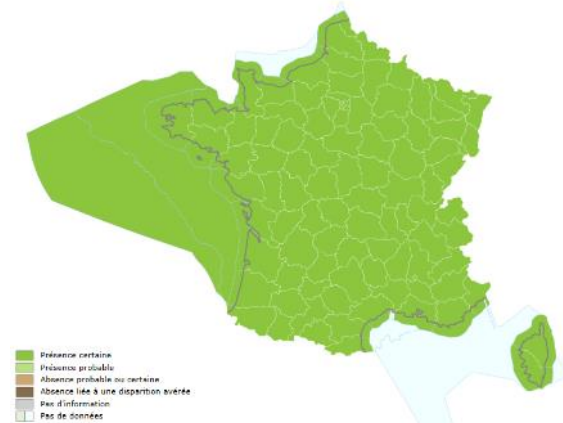 Présence certaine
Présence probable
Absence probable ou certaine
Absence liée à une disparition avérée
Pas d'information
Pas de données